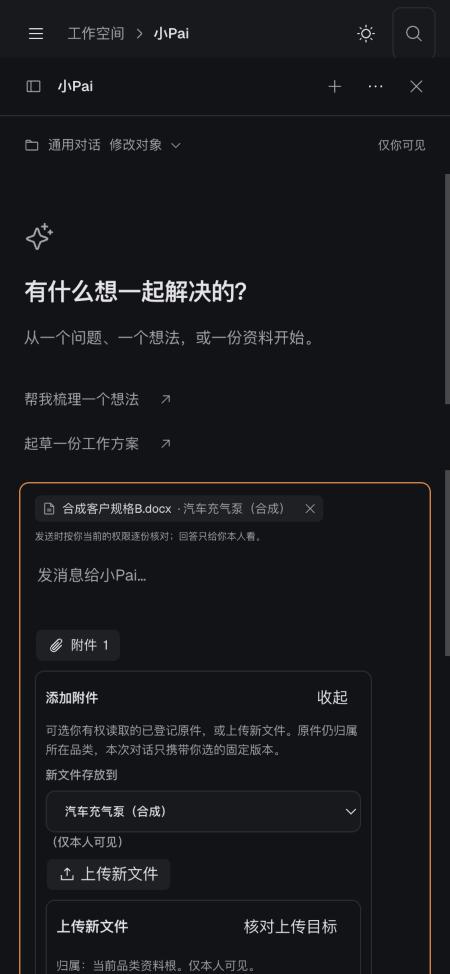 工作空间 > 小Pai
小Pai
通用对话 修改对象
仅你可见
有什么想一起解决的?
从一个问题、一个想法，或一份资料开始。
帮我梳理一个想法
起草一份工作方案
合成客户规格B.docx · 汽车充气泵（合成）
发送时按你当前的权限逐份核对；回答只给你本人看。
发消息给小Pai…
附件 1
添加附件
收起
可选你有权读取的已登记原件，或上传新文件。原件仍归属
所在品类，本次对话只携带你选的固定版本。
新文件存放到
汽车充气泵（合成）
（仅本人可见）
上传新文件
上传新文件
核对上传目标
归属：当前品类资料根。仅本人可见。